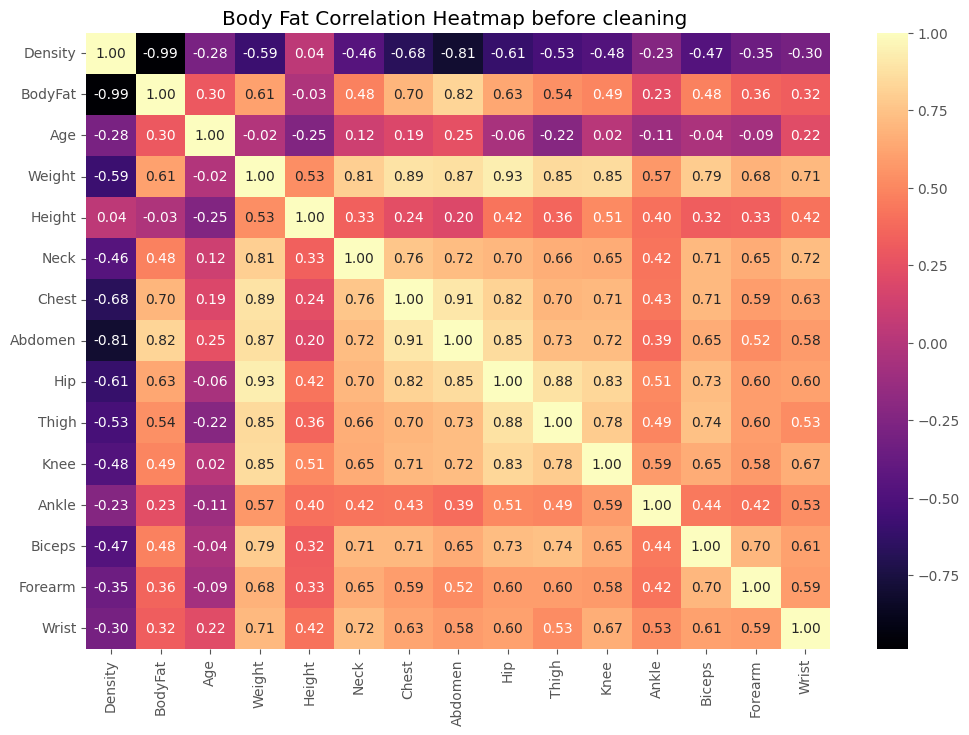 Body Fat Correlation Heatmap before cleaning
Density 1.00 -0.99 -0.28 -0.59 0.04 -0.46 -0.68 -0.81 -0.61 -0.53 -0.48 -0.23 -0.47 -0.35 -0.30
BodyFat -0.99 1.00 0.30 0.61 -0.03 0.48 0.70 0.82 0.63 0.54 0.49 0.23 0.48 0.36 0.32
Age -0.28 0.30 1.00 -0.02 -0.25 0.12 0.19 0.25 -0.06 -0.22 0.02 -0.11 -0.04 -0.09 0.22
Weight -0.59 0.61 -0.02 1.00 0.53 0.81 0.89 0.87 0.93 0.85 0.85 0.57 0.79 0.68 0.71
Height 0.04 -0.03 -0.25 0.53 1.00 0.33 0.24 0.20 0.42 0.36 0.51 0.40 0.32 0.33 0.42
Neck -0.46 0.48 0.12 0.81 0.33 1.00 0.76 0.72 0.70 0.66 0.65 0.42 0.71 0.65 0.72
Chest -0.68 0.70 0.19 0.89 0.24 0.76 1.00 0.91 0.82 0.70 0.71 0.43 0.71 0.59 0.63
Abdomen -0.81 0.82 0.25 0.87 0.20 0.72 0.91 1.00 0.85 0.73 0.72 0.39 0.65 0.52 0.58
Hip -0.61 0.63 -0.06 0.93 0.42 0.70 0.82 0.85 1.00 0.88 0.83 0.51 0.73 0.60 0.60
Thigh -0.53 0.54 -0.22 0.85 0.36 0.66 0.70 0.73 0.88 1.00 0.78 0.49 0.74 0.60 0.53
Knee -0.48 0.49 0.02 0.85 0.51 0.65 0.71 0.72 0.83 0.78 1.00 0.59 0.65 0.58 0.67
Ankle -0.23 0.23 -0.11 0.57 0.40 0.42 0.43 0.39 0.51 0.49 0.59 1.00 0.44 0.42 0.53
Biceps -0.47 0.48 -0.04 0.79 0.32 0.71 0.71 0.65 0.73 0.74 0.65 0.44 1.00 0.70 0.61
Forearm -0.35 0.36 -0.09 0.68 0.33 0.65 0.59 0.52 0.60 0.60 0.58 0.42 0.70 1.00 0.59
Wrist -0.30 0.32 0.22 0.71 0.42 0.72 0.63 0.58 0.60 0.53 0.67 0.53 0.61 0.59 1.00
Density BodyFat Age Weight Height Neck Chest Abdomen Hip Thigh Knee Ankle Biceps Forearm Wrist
1.00
0.75
0.50
0.25
0.00
−0.25
−0.50
−0.75